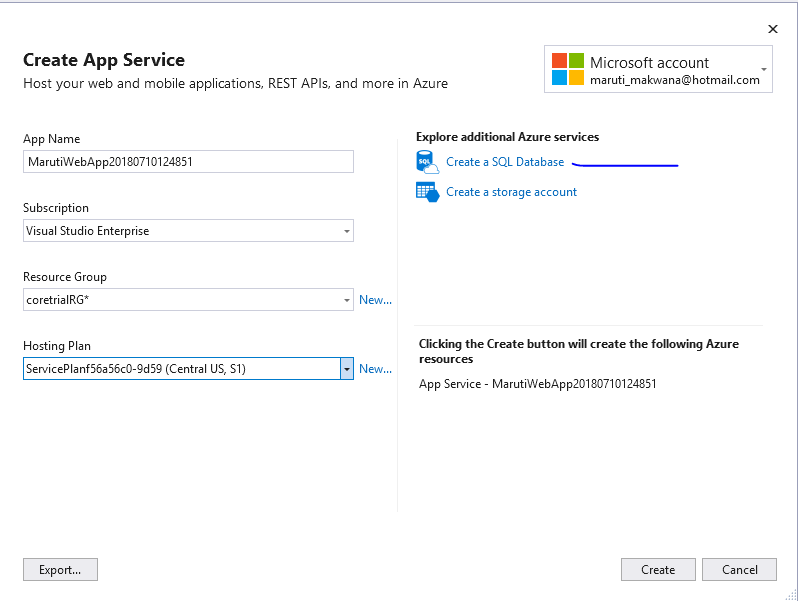 Create App Service
Host your web and mobile applications, REST APIs, and more in Azure
Microsoft account
maruti_makwana@hotmail.com
App Name
MarutiWebApp20180710124851
Subscription
Visual Studio Enterprise
Resource Group
coretrialRG*
New...
Hosting Plan
ServicePlanf56a56c0-9d59 (Central US, S1)
New...
Explore additional Azure services
SQL
Create a SQL Database
Create a storage account
Clicking the Create button will create the following Azure
resources
App Service - MarutiWebApp20180710124851
Export...
Create
Cancel